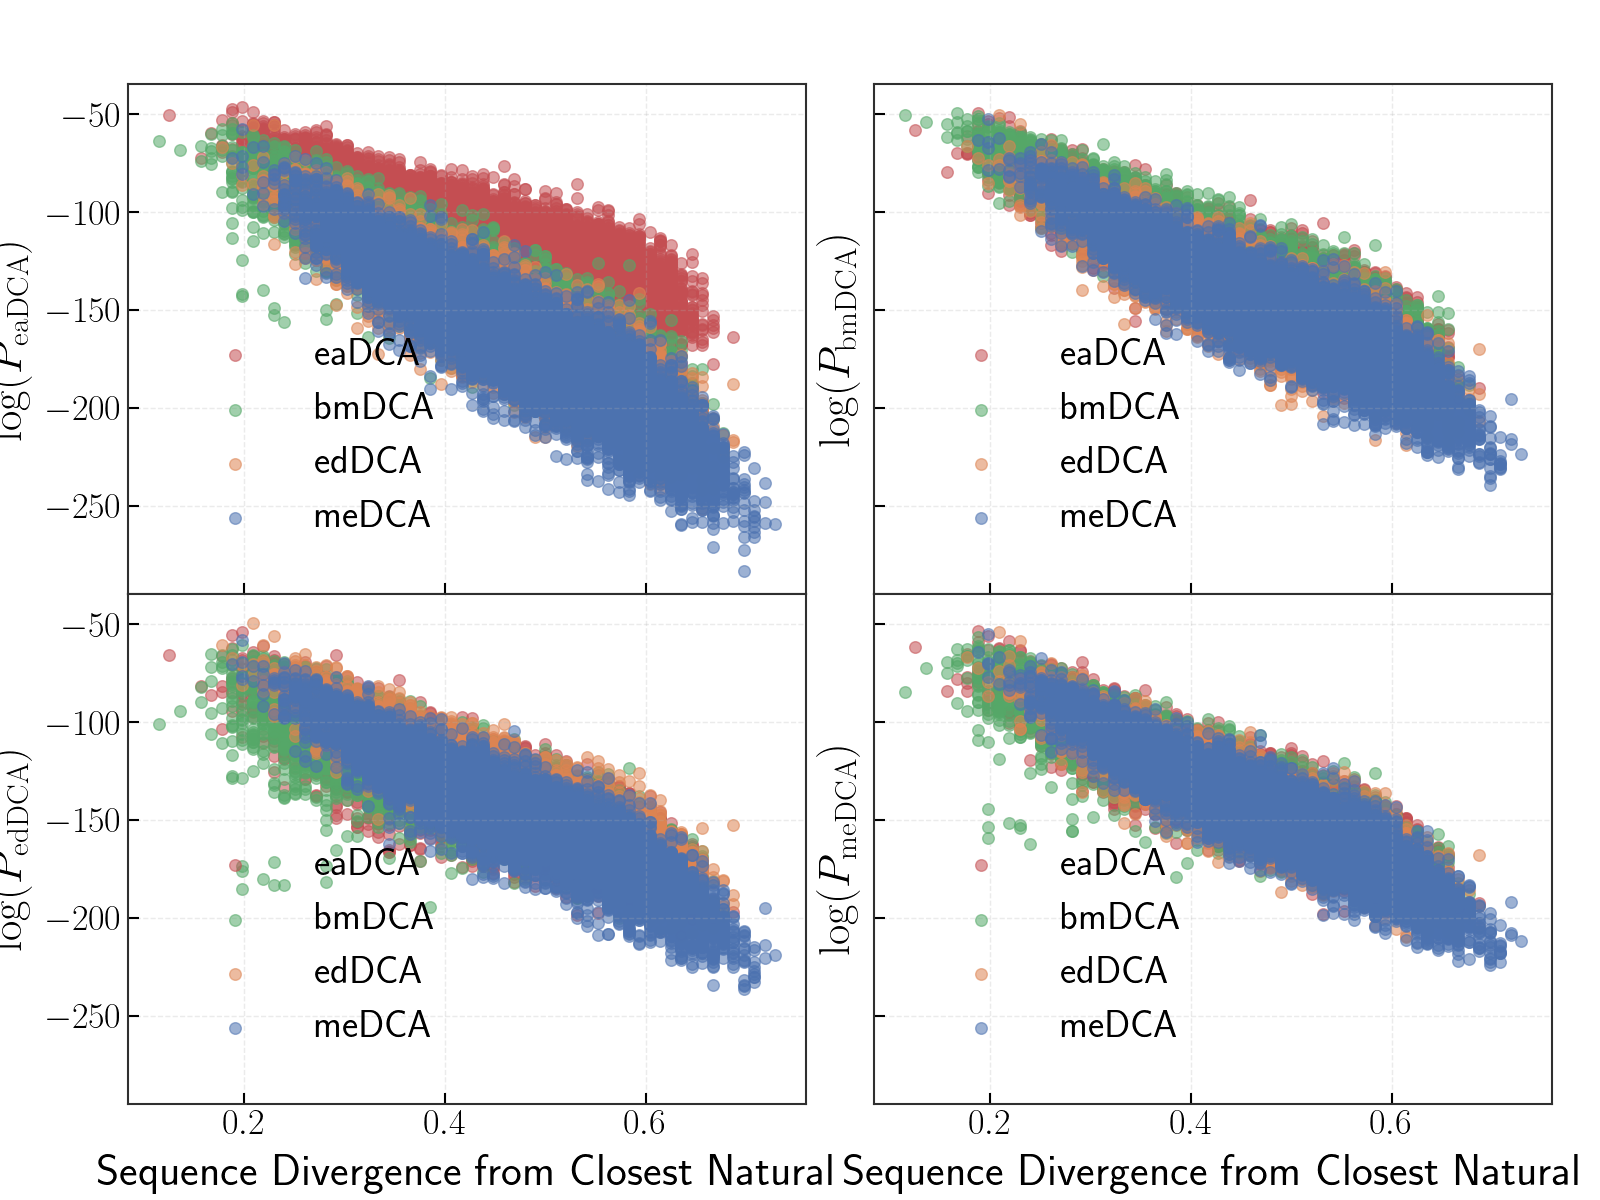 −50
−100
−150
−200
−250
log(P_eaDCA)
eaDCA
bmDCA
edDCA
meDCA
log(P_bmDCA)
eaDCA
bmDCA
edDCA
meDCA
−50
−100
−150
−200
−250
log(P_edDCA)
eaDCA
bmDCA
edDCA
meDCA
0.2 0.4 0.6
Sequence Divergence from Closest Natural
log(P_meDCA)
eaDCA
bmDCA
edDCA
meDCA
0.2 0.4 0.6
Sequence Divergence from Closest Natural